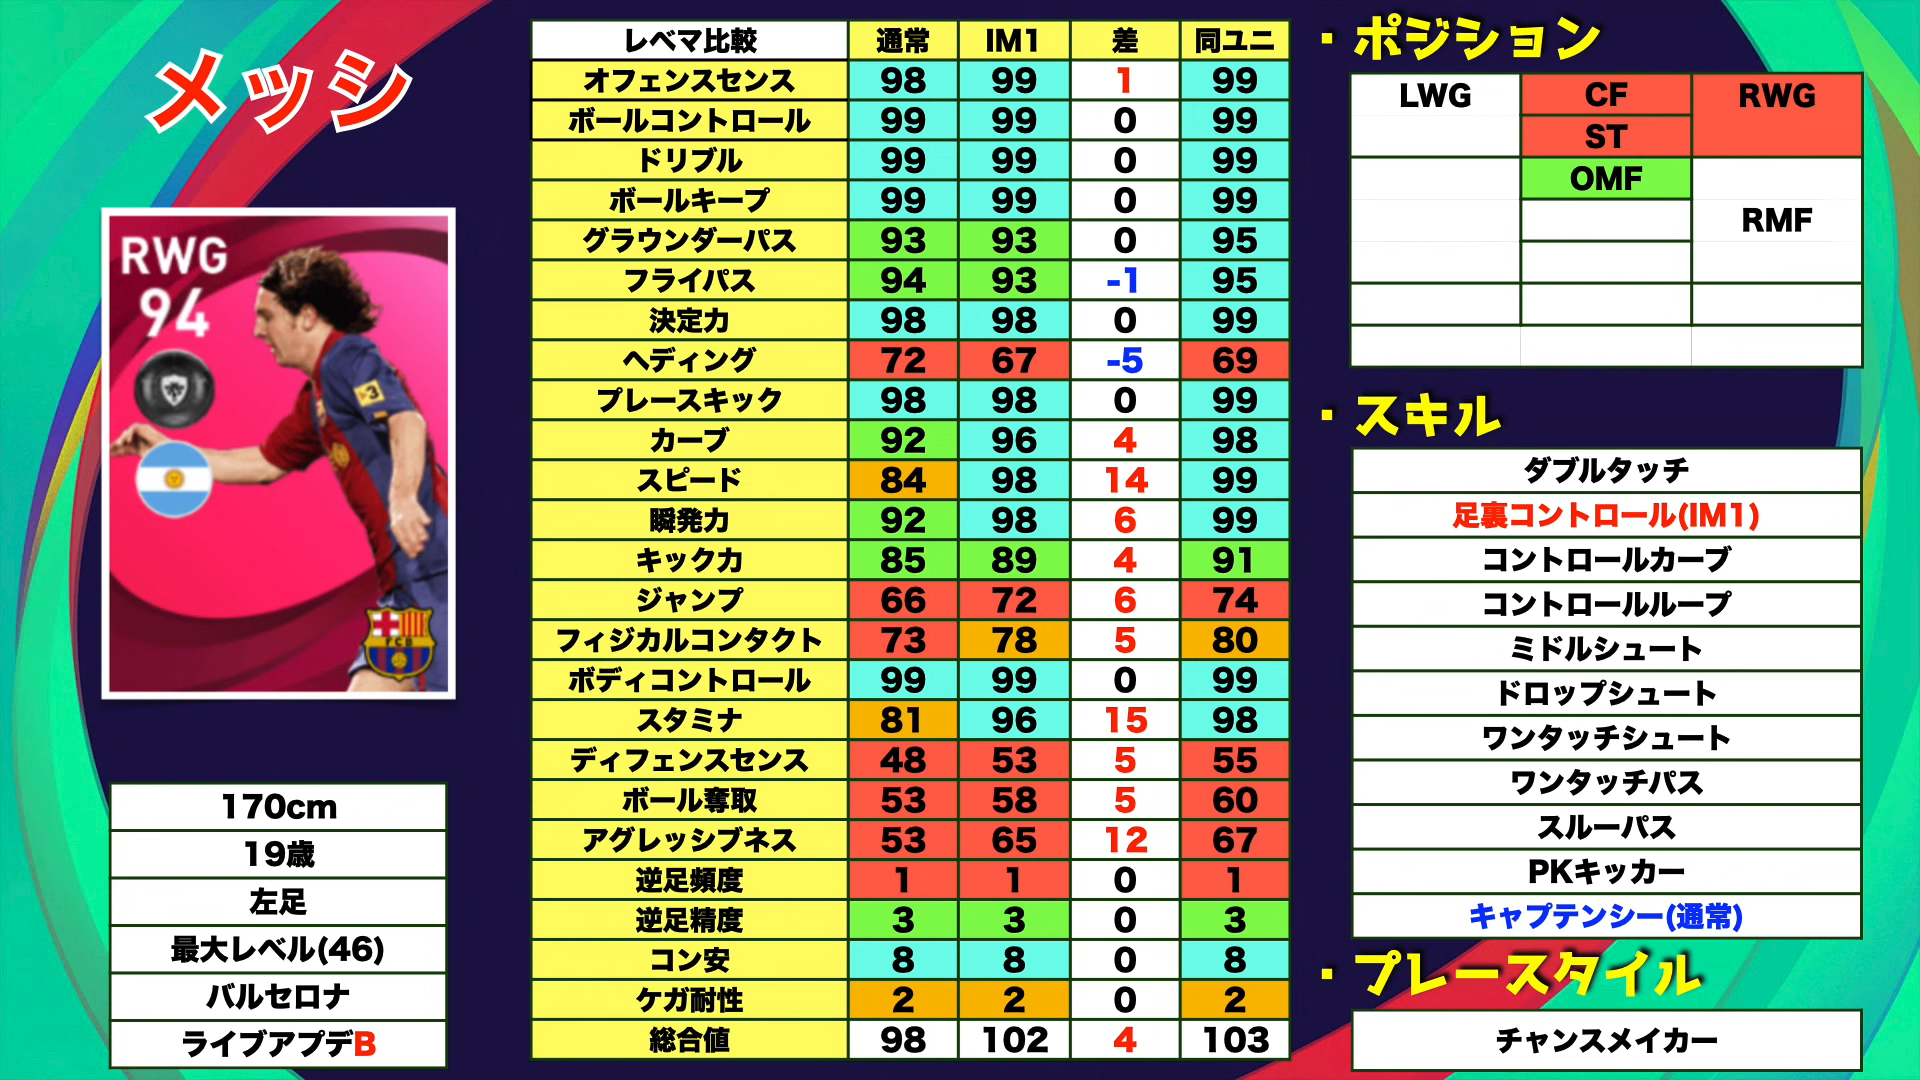 メッシ
RWG
94
FCB
170cm
19歳
左足
最大レベル(46)
バルセロナ
ライブアプデB
レベマ比較 通常 IM1 差 同ユニ
オフェンスセンス 98 99 1 99
ボールコントロール 99 99 0 99
ドリブル 99 99 0 99
ボールキープ 99 99 0 99
グラウンダーパス 93 93 0 95
フライパス 94 93 -1 95
決定力 98 98 0 99
ヘディング 72 67 -5 69
プレースキック 98 98 0 99
カーブ 92 96 4 98
スピード 84 98 14 99
瞬発力 92 98 6 99
キック力 85 89 4 91
ジャンプ 66 72 6 74
フィジカルコンタクト 73 78 5 80
ボディコントロール 99 99 0 99
スタミナ 81 96 15 98
ディフェンスセンス 48 53 5 55
ボール奪取 53 58 5 60
アグレッシブネス 53 65 12 67
逆足頻度 1 1 0 1
逆足精度 3 3 0 3
コン安 8 8 0 8
ケガ耐性 2 2 0 2
総合値 98 102 4 103
・ポジション
LWG CF RWG
ST
OMF
RMF
・スキル
ダブルタッチ
足裏コントロール(IM1)
コントロールカーブ
コントロールループ
ミドルシュート
ドロップシュート
ワンタッチシュート
ワンタッチパス
スルーパス
PKキッカー
キャプテンシー(通常)
・プレースタイル
チャンスメイカー